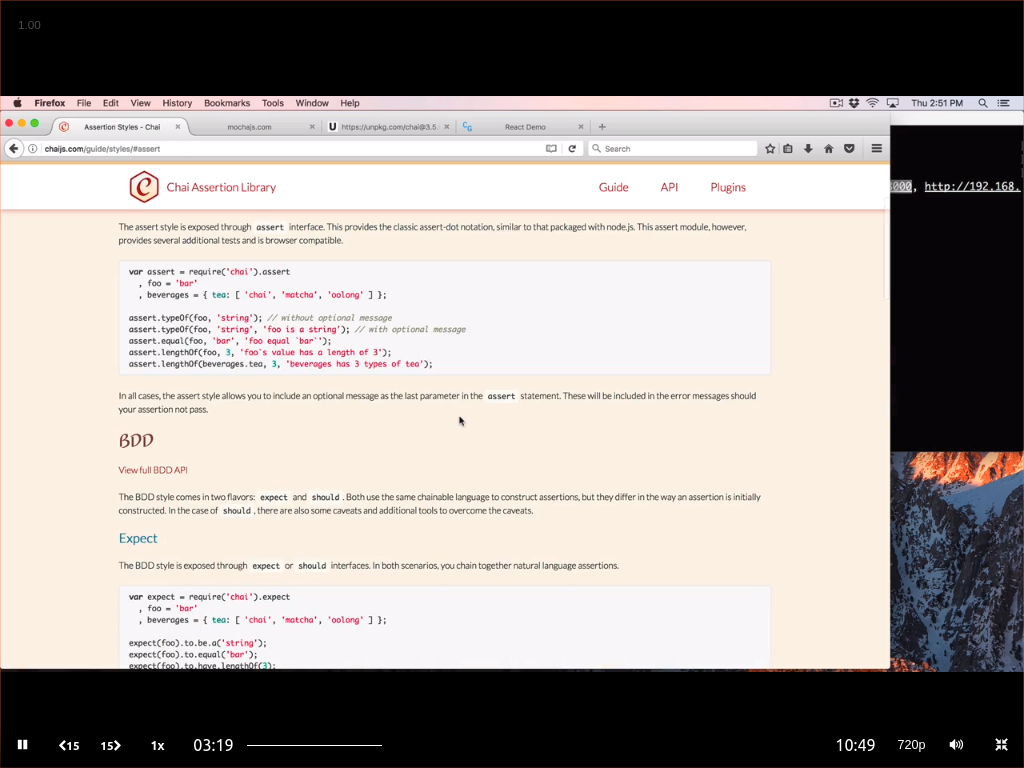 1.00
Firefox File Edit View History Bookmarks Tools Window Help Thu 2:51 PM
Assertion Styles - Chai mochajs.com https://unpkg.com/chai@3.5. React Demo
chaijs.com/guide/styles/#assert Search
Chai Assertion Library Guide API Plugins
000, http://192.168.
The assert style is exposed through assert interface. This provides the classic assert-dot notation, similar to that packaged with node.js. This assert module, however,
provides several additional tests and is browser compatible.
var assert = require('chai').assert
, foo = 'bar'
, beverages = { tea: [ 'chai', 'matcha', 'oolong' ] };
assert.typeOf(foo, 'string'); // without optional message
assert.typeOf(foo, 'string', 'foo is a string'); // with optional message
assert.equal(foo, 'bar', 'foo equal `bar`');
assert.lengthOf(foo, 3, 'foo`s value has a length of 3');
assert.lengthOf(beverages.tea, 3, 'beverages has 3 types of tea');
In all cases, the assert style allows you to include an optional message as the last parameter in the assert statement. These will be included in the error messages should
your assertion not pass.
BDD
View full BDD API
The BDD style comes in two flavors: expect and should. Both use the same chainable language to construct assertions, but they differ in the way an assertion is initially
constructed. In the case of should, there are also some caveats and additional tools to overcome the caveats.
Expect
The BDD style is exposed through expect or should interfaces. In both scenarios, you chain together natural language assertions.
var expect = require('chai').expect
, foo = 'bar'
, beverages = { tea: [ 'chai', 'matcha', 'oolong' ] };
expect(foo).to.be.a('string');
expect(foo).to.equal('bar');
expect(foo).to.have.lengthOf(3);
15 15 1x 03:19 10:49 720p